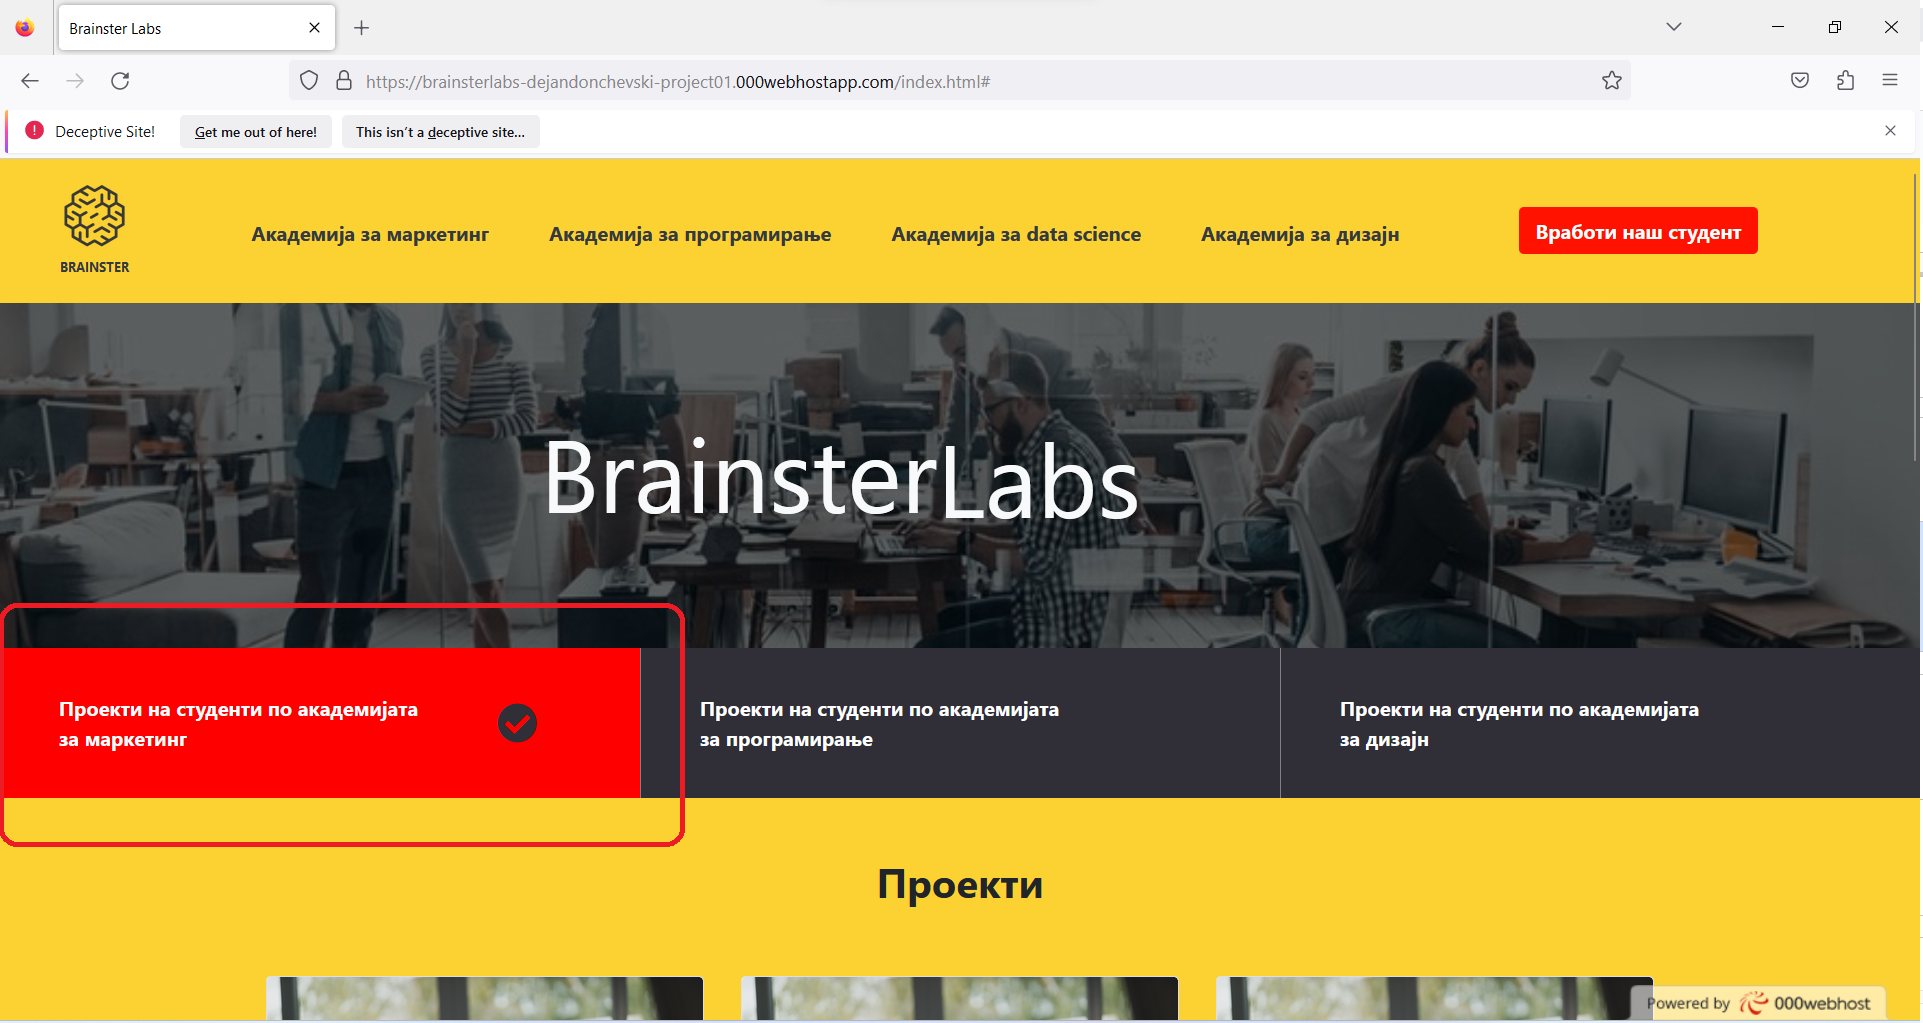 Brainster Labs
https://brainsterlabs-dejandonchevski-project01.000webhostapp.com/index.html#
Deceptive Site!
Get me out of here!
This isn't a deceptive site...
BRAINSTER
Академија за маркетинг
Академија за програмирање
Академија за data science
Академија за дизајн
Вработи наш студент
BrainsterLabs
Проекти на студенти по академијата
за маркетинг
Проекти на студенти по академијата
за програмирање
Проекти на студенти по академијата
за дизајн
Проекти
Powered by 000webhost